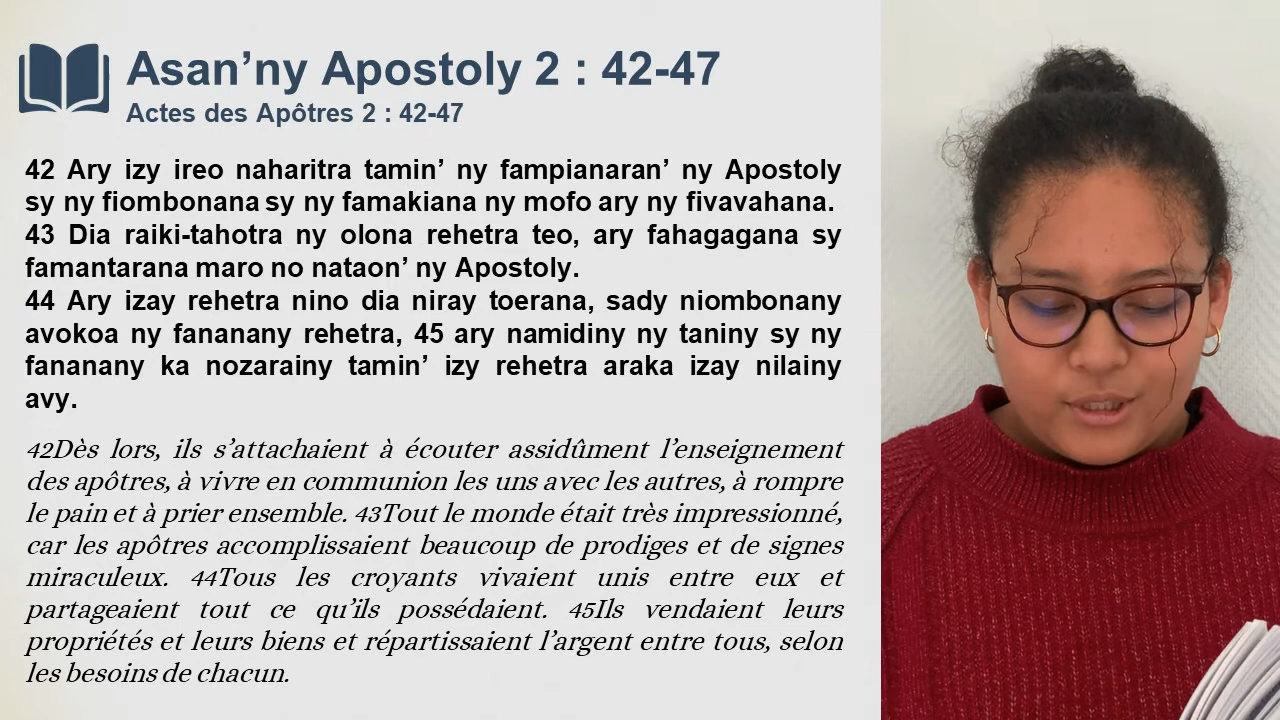 Asan’ny Apostoly 2 : 42-47
Actes des Apôtres 2 : 42-47
42 Ary izy ireo naharitra tamin’ ny fampianaran’ ny Apostoly
sy ny fiombonana sy ny famakiana ny mofo ary ny fivavahana.
43 Dia raiki-tahotra ny olona rehetra teo, ary fahagagana sy
famantarana maro no nataon’ ny Apostoly.
44 Ary izay rehetra nino dia niray toerana, sady niombonany
avokoa ny fananany rehetra, 45 ary namidiny ny taniny sy ny
fananany ka nozarainy tamin’ izy rehetra araka izay nilainy
avy.
42Dès lors, ils s’attachaient à écouter assidûment l’enseignement
des apôtres, à vivre en communion les uns avec les autres, à rompre
le pain et à prier ensemble. 43Tout le monde était très impressionné,
car les apôtres accomplissaient beaucoup de prodiges et de signes
miraculeux. 44Tous les croyants vivaient unis entre eux et
partageaient tout ce qu’ils possédaient. 45Ils vendaient leurs
propriétés et leurs biens et répartissaient l’argent entre tous, selon
les besoins de chacun.